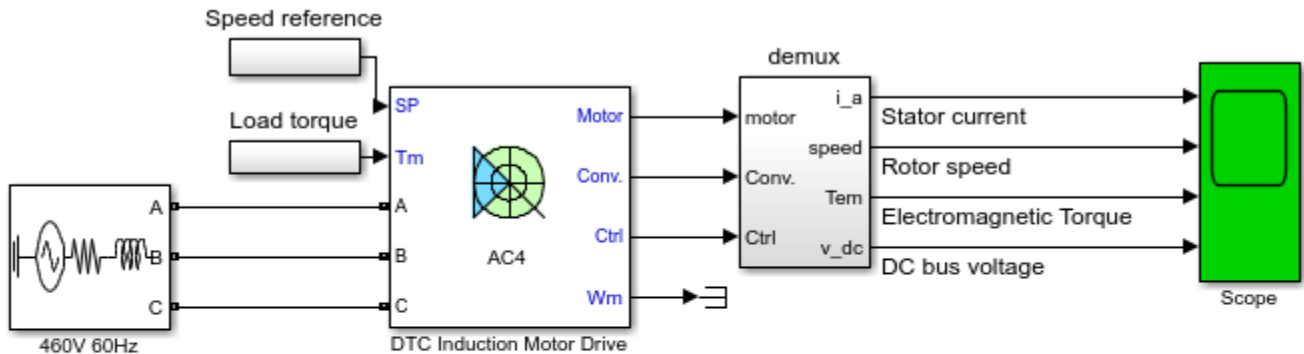 Speed reference
Load torque
A
B
C
460V 60Hz
SP
Tm
A
B
C
Motor
Conv.
Ctrl
Wm
AC4
DTC Induction Motor Drive
demux
motor
Conv.
Ctrl
i_a
speed
Tem
v_dc
Stator current
Rotor speed
Electromagnetic Torque
DC bus voltage
Scope